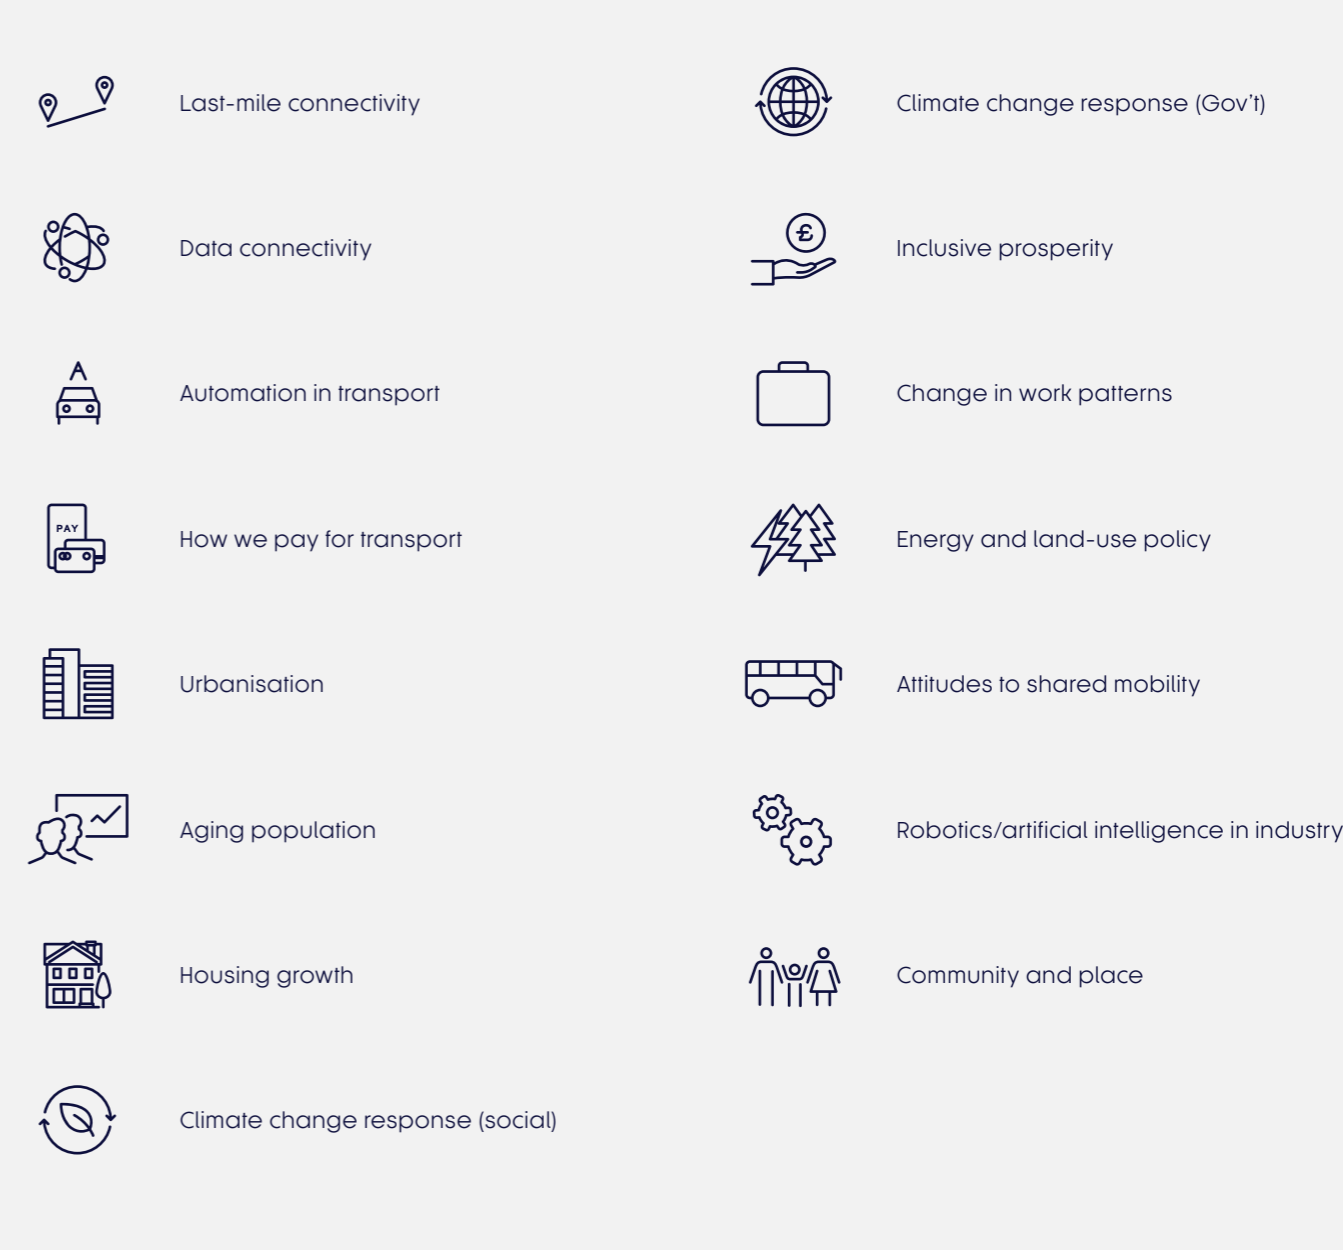 Last-mile connectivity
Data connectivity
A
Automation in transport
PAY
How we pay for transport
Urbanisation
Aging population
Housing growth
Climate change response (social)
Climate change response (Gov’t)
£
Inclusive prosperity
Change in work patterns
Energy and land-use policy
Attitudes to shared mobility
Robotics/artificial intelligence in industry
Community and place